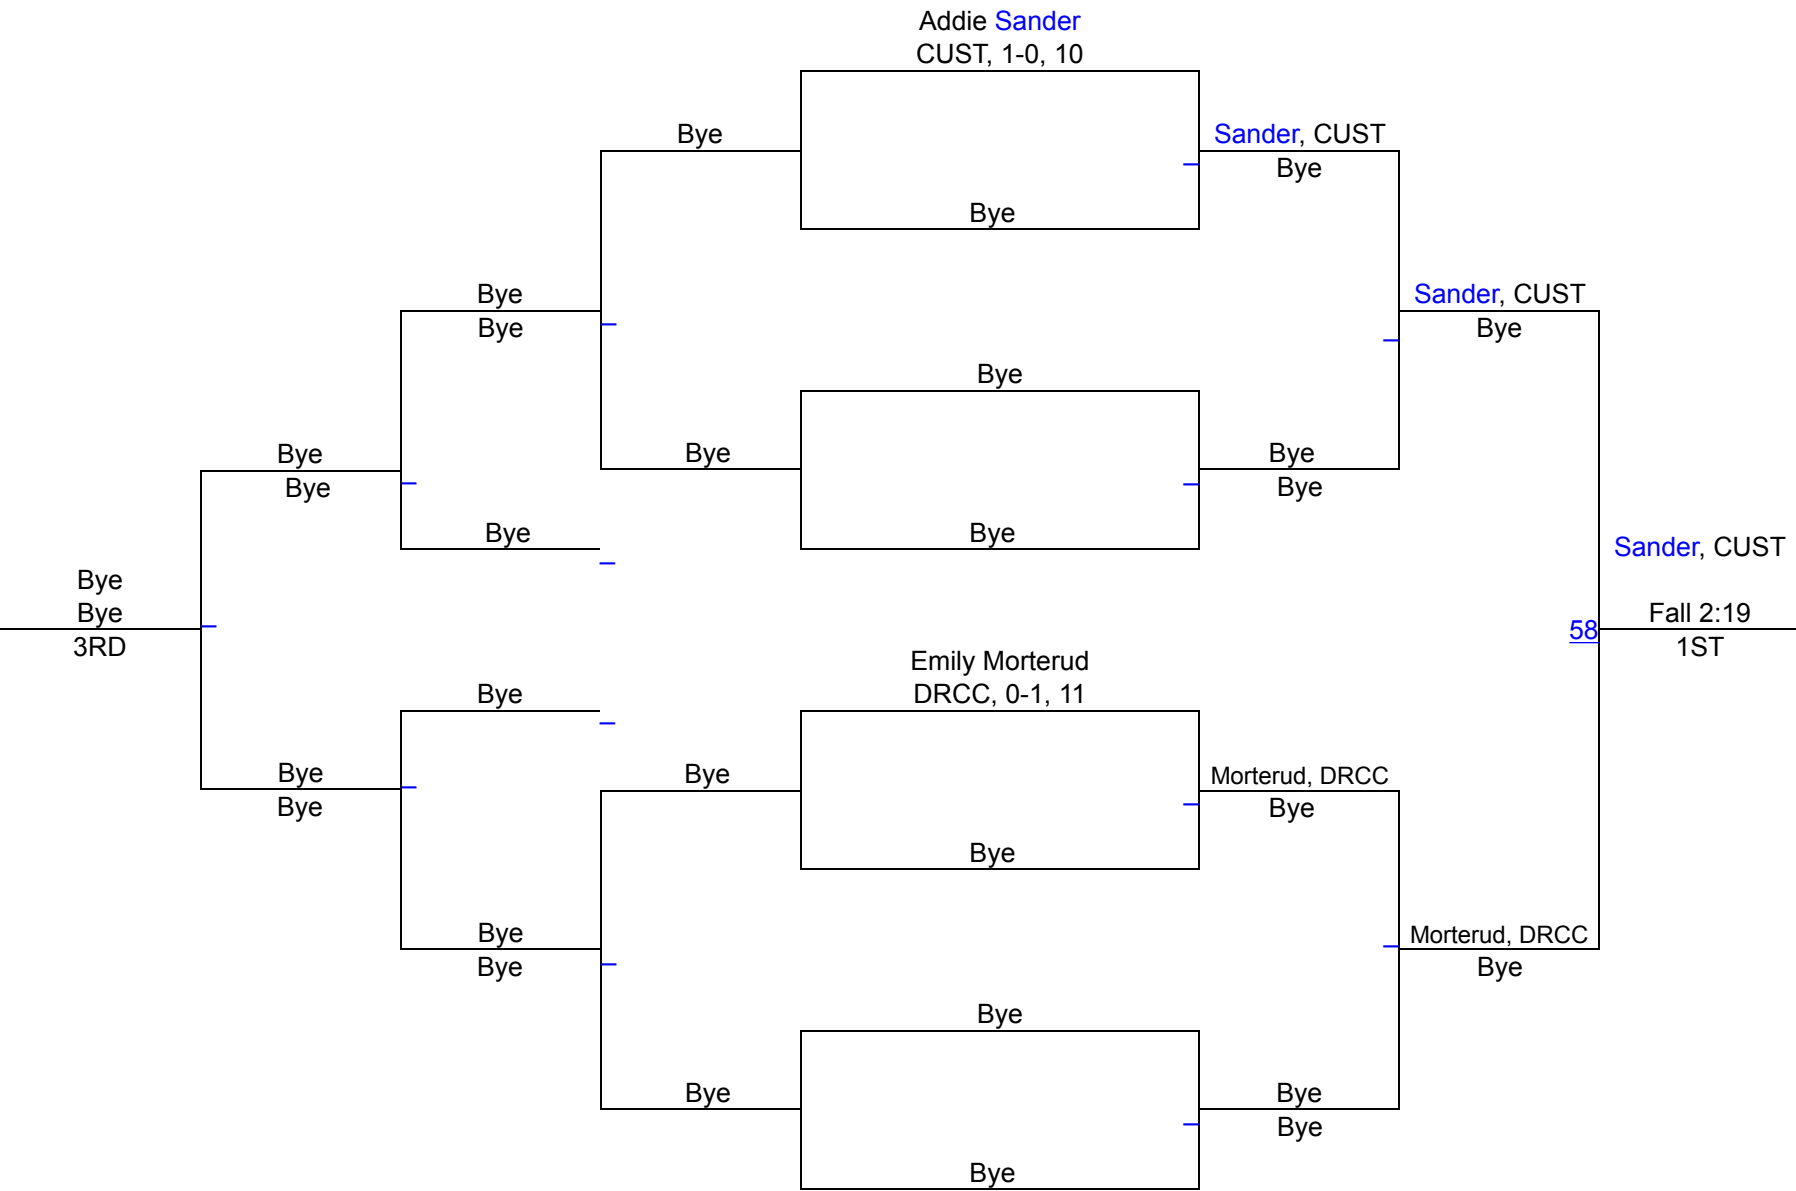 Addie Sander
CUST, 1-0, 10
Bye
Sander, CUST
Bye
Bye
Bye
Bye
Sander, CUST
Bye
Bye
Bye
Bye
Bye
Bye
Bye
Bye
Bye
Sander, CUST
Bye
Bye
3RD
58
Fall 2:19
1ST
Emily Morterud
DRCC, 0-1, 11
Bye
Bye
Bye
Bye
Morterud, DRCC
Bye
Bye
Bye
Bye
Morterud, DRCC
Bye
Bye
Bye
Bye
Bye
Bye